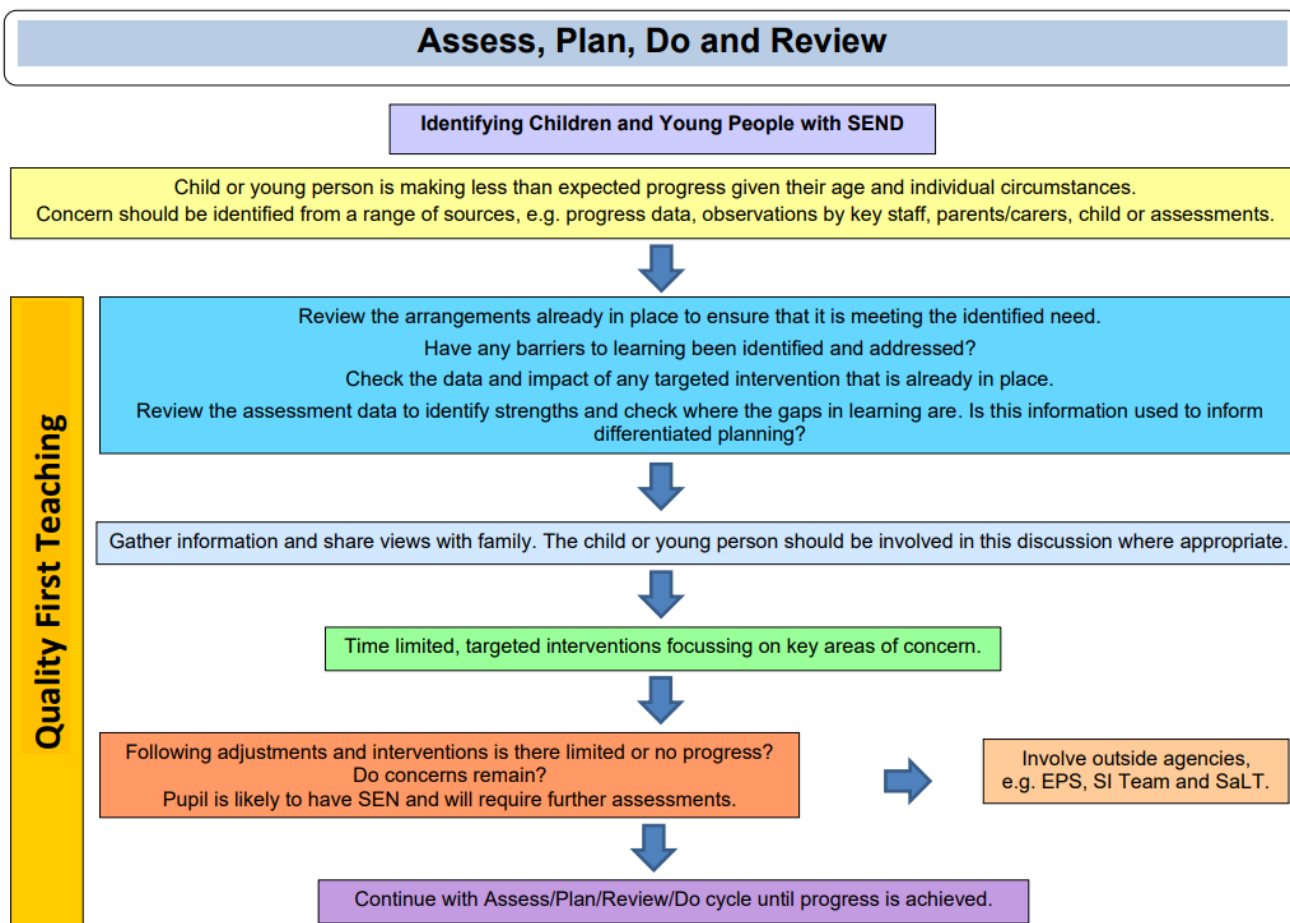 Assess, Plan, Do and Review
Identifying Children and Young People with SEND
Child or young person is making less than expected progress given their age and individual circumstances.
Concern should be identified from a range of sources, e.g. progress data, observations by key staff, parents/carers, child or assessments.
Quality First Teaching
Review the arrangements already in place to ensure that it is meeting the identified need.
Have any barriers to learning been identified and addressed?
Check the data and impact of any targeted intervention that is already in place.
Review the assessment data to identify strengths and check where the gaps in learning are. Is this information used to inform
differentiated planning?
Gather information and share views with family. The child or young person should be involved in this discussion where appropriate.
Time limited, targeted interventions focussing on key areas of concern.
Following adjustments and interventions is there limited or no progress?
Do concerns remain?
Pupil is likely to have SEN and will require further assessments.
Involve outside agencies,
e.g. EPS, SI Team and SaLT.
Continue with Assess/Plan/Review/Do cycle until progress is achieved.